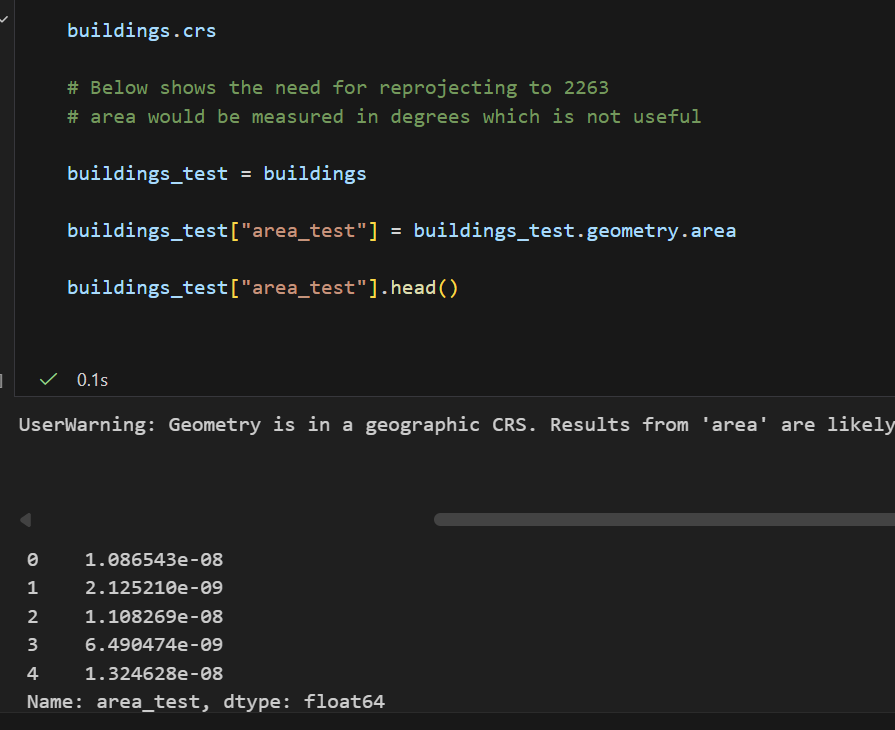 buildings.crs
# Below shows the need for reprojecting to 2263
# area would be measured in degrees which is not useful
buildings_test = buildings
buildings_test["area_test"] = buildings_test.geometry.area
buildings_test["area_test"].head()
0.1s
UserWarning: Geometry is in a geographic CRS. Results from 'area' are likely
0 1.086543e-08
1 2.125210e-09
2 1.108269e-08
3 6.490474e-09
4 1.324628e-08
Name: area_test, dtype: float64